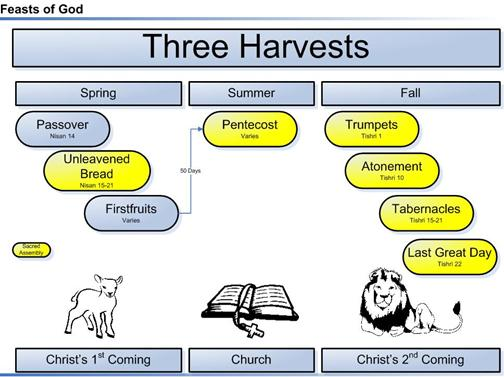 Feasts of God
Three Harvests
Spring
Summer
Fall
Passover
Nisan 14
Unleavened
Bread
Nisan 15-21
Firstfruits
Varies
50 Days
Pentecost
Varies
Trumpets
Tishri 1
Atonement
Tishri 10
Tabernacles
Tishri 15-21
Last Great Day
Tishri 22
Sacred
Assembly
Christ's 1st Coming
Church
Christ's 2nd Coming